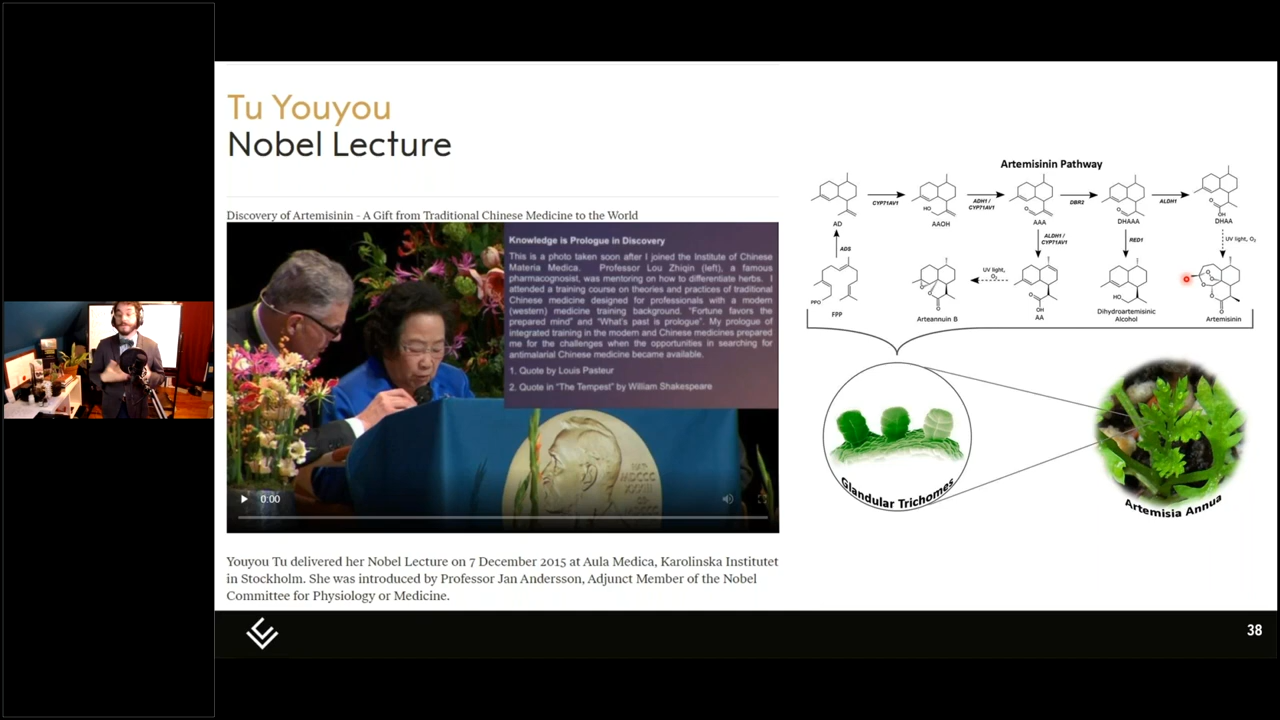 Tu Youyou
Nobel Lecture
Discovery of Artemisinin - A Gift from Traditional Chinese Medicine to the World
Knowledge is Prologue in Discovery
This is a photo taken soon after I joined the Institute of Chinese
Materia Medica. Professor Lou Zhiqin (left), a famous
pharmacognosist, was mentoring on how to differentiate herbs. I
attended a training course on theories and practices of traditional
Chinese medicine designed for professionals with a modern
(western) medicine training background. "Fortune favors the
prepared mind" and "What's past is prologue". My prologue of
integrated training in the modern and Chinese medicines prepared
me for the challenges when the opportunities in searching for
antimalarial Chinese medicine became available.
1. Quote by Louis Pasteur
2. Quote in "The Tempest" by William Shakespeare
0:00
Youyou Tu delivered her Nobel Lecture on 7 December 2015 at Aula Medica, Karolinska Institutet
in Stockholm. She was introduced by Professor Jan Andersson, Adjunct Member of the Nobel
Committee for Physiology or Medicine.
Artemisinin Pathway
CYP71AV1
ADH1 /
CYP71AV1
DBR2
ALDH1
HO
O
O
O
OH
AD
AAOH
AAA
DHAAA
DHAA
ADS
ALDH1 /
CYP71AV1
RED1
UV light, O₂
UV light,
O₂
PPO
HO
O
OH
FPP
Arteannuin B
AA
Dihydroartemisinic
Alcohol
Artemisinin
Glandular Trichomes
Artemisia Annua
38